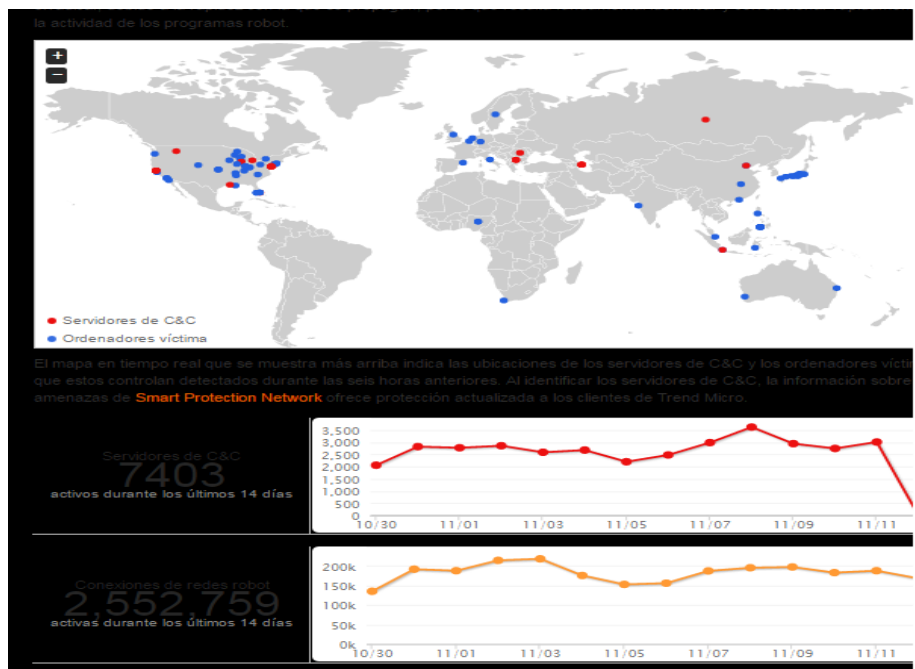 la actividad de los programas robot.
+
−
Servidores de C&C
Ordenadores víctima
El mapa en tiempo real que se muestra más arriba indica las ubicaciones de los servidores de C&C y los ordenadores
que estos controlan detectados durante las seis horas anteriores. Al identificar los servidores de C&C, la información sobre
amenazas de Smart Protection Network ofrece protección actualizada a los clientes de Trend Micro.
Servidores de C&C
7403
activos durante los últimos 14 días
3,500
3,000
2,500
2,000
1,500
1,000
500
0
10/30 11/01 11/03 11/05 11/07 11/09 11/11
Conexiones de redes robot
2,552,759
activas durante los últimos 14 días
200k
150k
100k
50k
0k
10/30 11/01 11/03 11/05 11/07 11/09 11/11